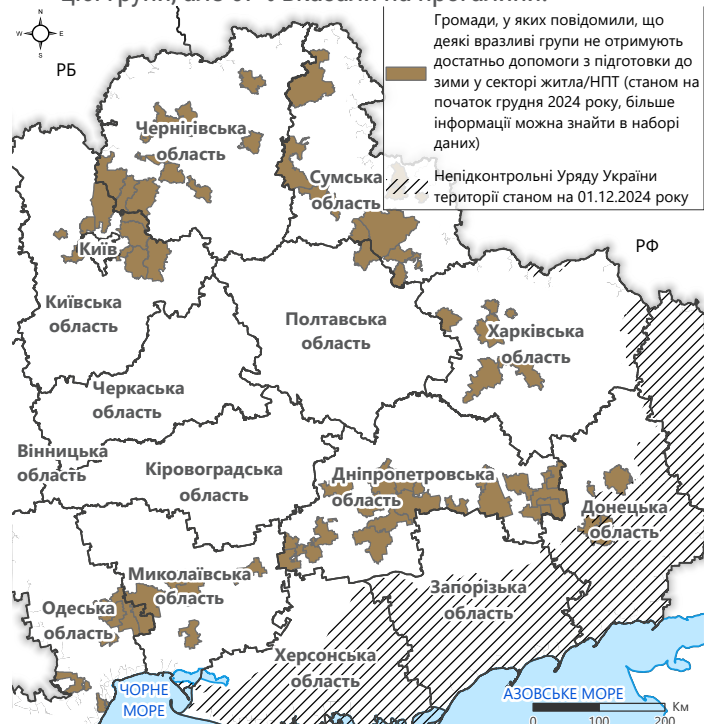 N
W E
S
Громади, у яких повідомили, що
деякі вразливі групи не отримують
достатньо допомоги з підготовки до
зими у секторі житла/НПТ (станом на
початок грудня 2024 року, більше
інформації можна знайти в наборі
даних)
Непідконтрольні Уряду України
території станом на 01.12.2024 року
РБ
Чернігівська
область
Сумська
область
РФ
Київ
Київська
область
Полтавська
область
Харківська
область
Черкаська
область
Вінницька
область
Кіровоградська
область
Дніпропетровська
область
Донецька
область
Миколаївська
область
Запорізька
область
Одеська
область
Херсонська
область
ЧОРНЕ
МОРЕ
АЗОВСЬКЕ МОРЕ
Км
0 100 200